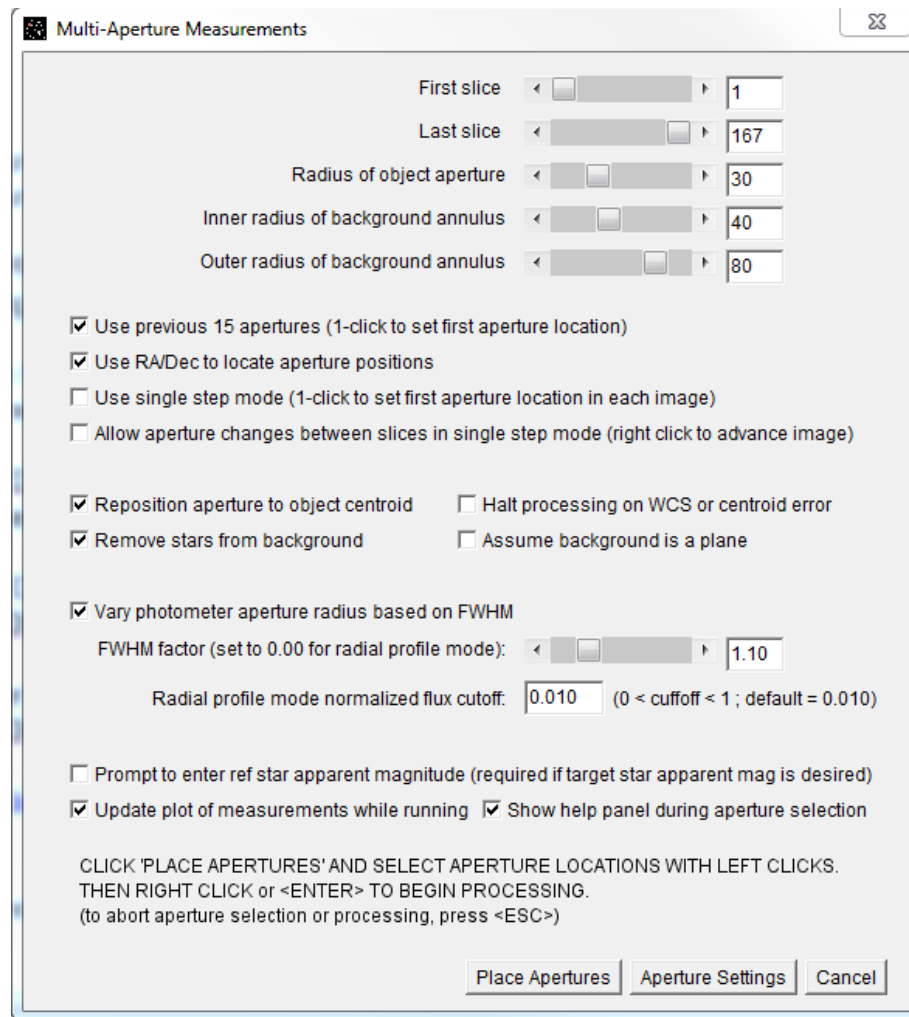 Multi-Aperture Measurements
First slice 1
Last slice 167
Radius of object aperture 30
Inner radius of background annulus 40
Outer radius of background annulus 80
Use previous 15 apertures (1-click to set first aperture location)
Use RA/Dec to locate aperture positions
Use single step mode (1-click to set first aperture location in each image)
Allow aperture changes between slices in single step mode (right click to advance image)
Reposition aperture to object centroid Halt processing on WCS or centroid error
Remove stars from background Assume background is a plane
Vary photometer aperture radius based on FWHM
FWHM factor (set to 0.00 for radial profile mode): 1.10
Radial profile mode normalized flux cutoff: 0.010 (0 < cuffoff < 1 ; default = 0.010)
Prompt to enter ref star apparent magnitude (required if target star apparent mag is desired)
Update plot of measurements while running Show help panel during aperture selection
CLICK 'PLACE APERTURES' AND SELECT APERTURE LOCATIONS WITH LEFT CLICKS.
THEN RIGHT CLICK or <ENTER> TO BEGIN PROCESSING.
(to abort aperture selection or processing, press <ESC>)
Place Apertures Aperture Settings Cancel